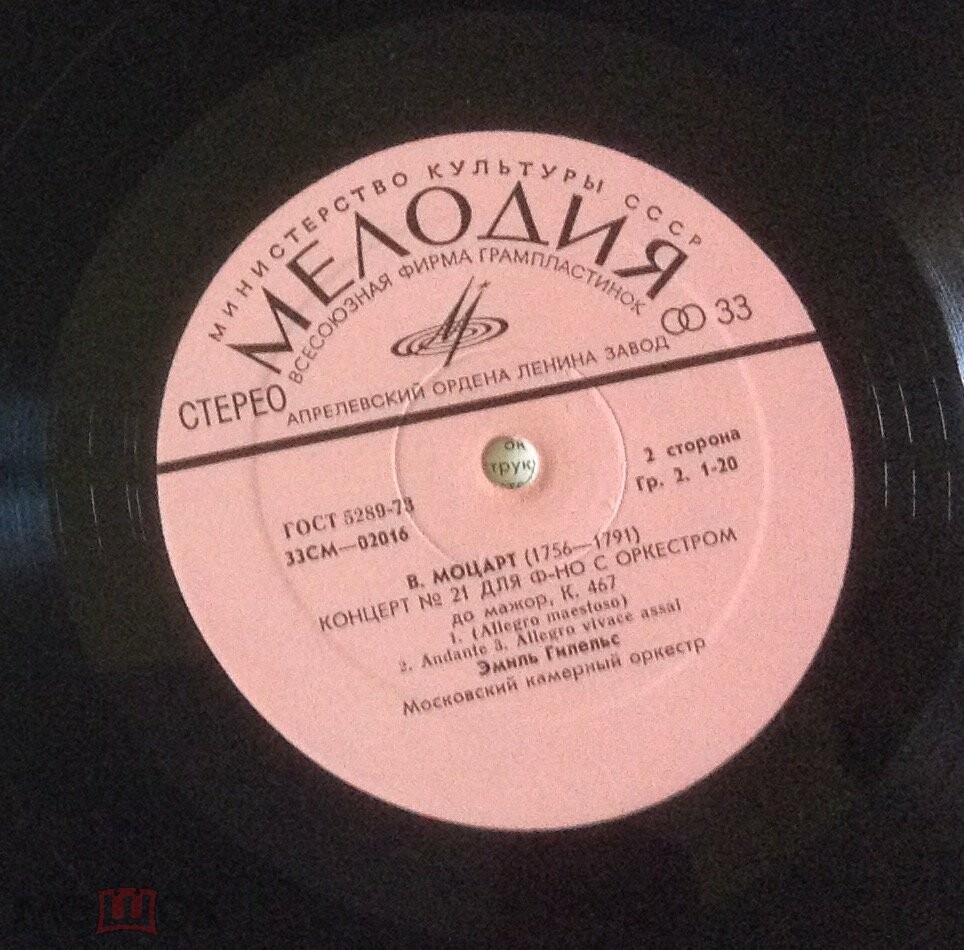 МИНИСТЕРСТВО КУЛЬТУРЫ СССР
МЕЛОДИЯ
ВСЕСОЮЗНАЯ ФИРМА ГРАМПЛАСТИНОК
33
СТЕРЕО
АПРЕЛЕВСКИЙ ОРДЕНА ЛЕНИНА ЗАВОД
2 сторона
Гр. 2. 1-20
ГОСТ 5289-73
33СМ—02016
В. МОЦАРТ (1756—1791)
КОНЦЕРТ № 21 ДЛЯ Ф-НО С ОРКЕСТРОМ
до мажор, К. 467
1. (Allegro maestoso)
2. Andante 3. Allegro vivace assai
Эмиль Гилельс
Московский камерный оркестр